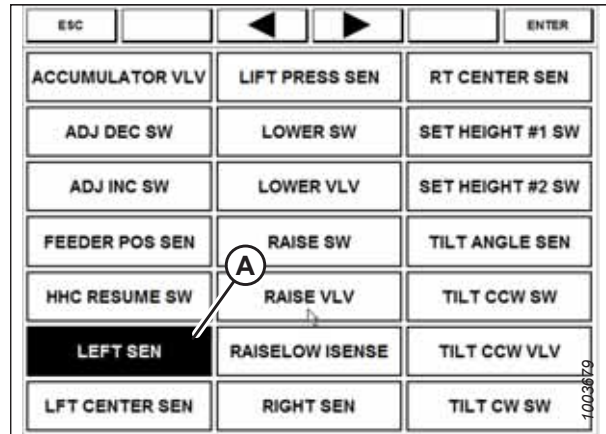 ESC ENTER
ACCUMULATOR VLV LIFT PRESS SEN RT CENTER SEN
ADJ DEC SW LOWER SW SET HEIGHT #1 SW
ADJ INC SW LOWER VLV SET HEIGHT #2 SW
FEEDER POS SEN RAISE SW TILT ANGLE SEN
A
HHC RESUME SW RAISE VLV TILT CCW SW
LEFT SEN RAISELOW ISENSE TILT CCW VLV
LFT CENTER SEN RIGHT SEN TILT CW SW
1003679